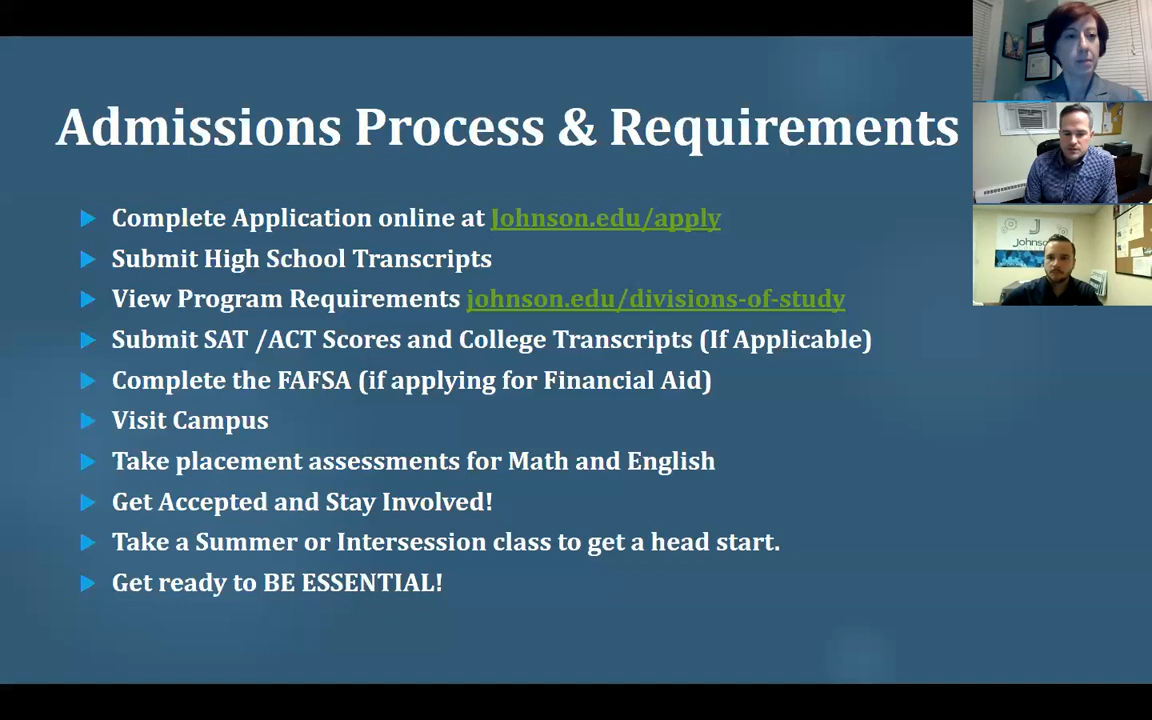 Admissions Process & Requirements
Complete Application online at Johnson.edu/apply
Submit High School Transcripts
View Program Requirements johnson.edu/divisions-of-study
Submit SAT /ACT Scores and College Transcripts (If Applicable)
Complete the FAFSA (if applying for Financial Aid)
Visit Campus
Take placement assessments for Math and English
Get Accepted and Stay Involved!
Take a Summer or Intersession class to get a head start.
Get ready to BE ESSENTIAL!